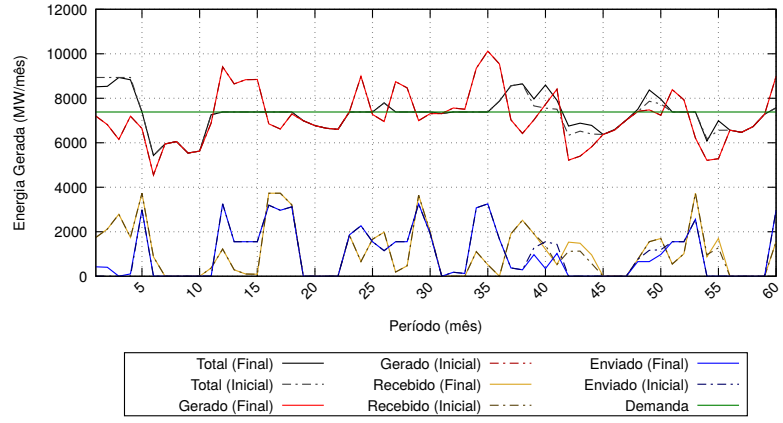 12000
10000
8000
6000
4000
2000
0
Energia Gerada (MW/mês)
5 10 15 20 25 30 35 40 45 50 55 60
Período (mês)
Total (Final) Gerado (Inicial) Enviado (Final)
Total (Inicial) Recebido (Final) Enviado (Inicial)
Gerado (Final) Recebido (Inicial) Demanda